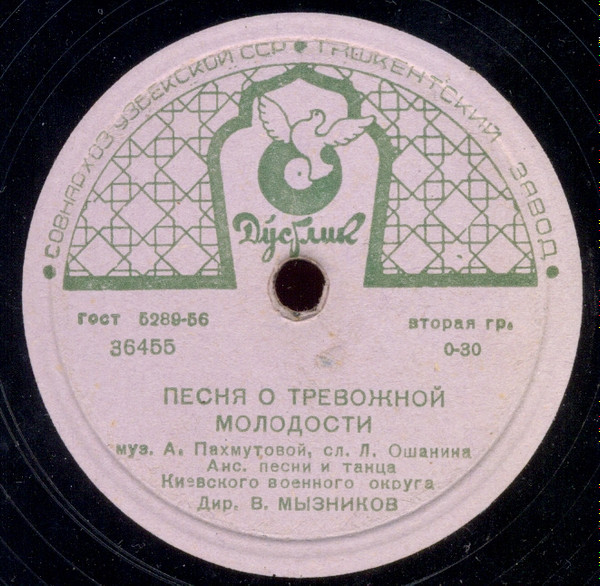 СОВНАРХОЗ УЗБЕКСКОЙ ССР • ТАШКЕНТСКИЙ ЗАВОД
Дўстлик
ГОСТ 5289-56
вторая гр.
36455
0-30
ПЕСНЯ О ТРЕВОЖНОЙ
МОЛОДОСТИ
муз. А. Пахмутовой, сл. Л. Ошанина
Анс. песни и танца
Киевского военного округа
Дир. В. МЫЗНИКОВ